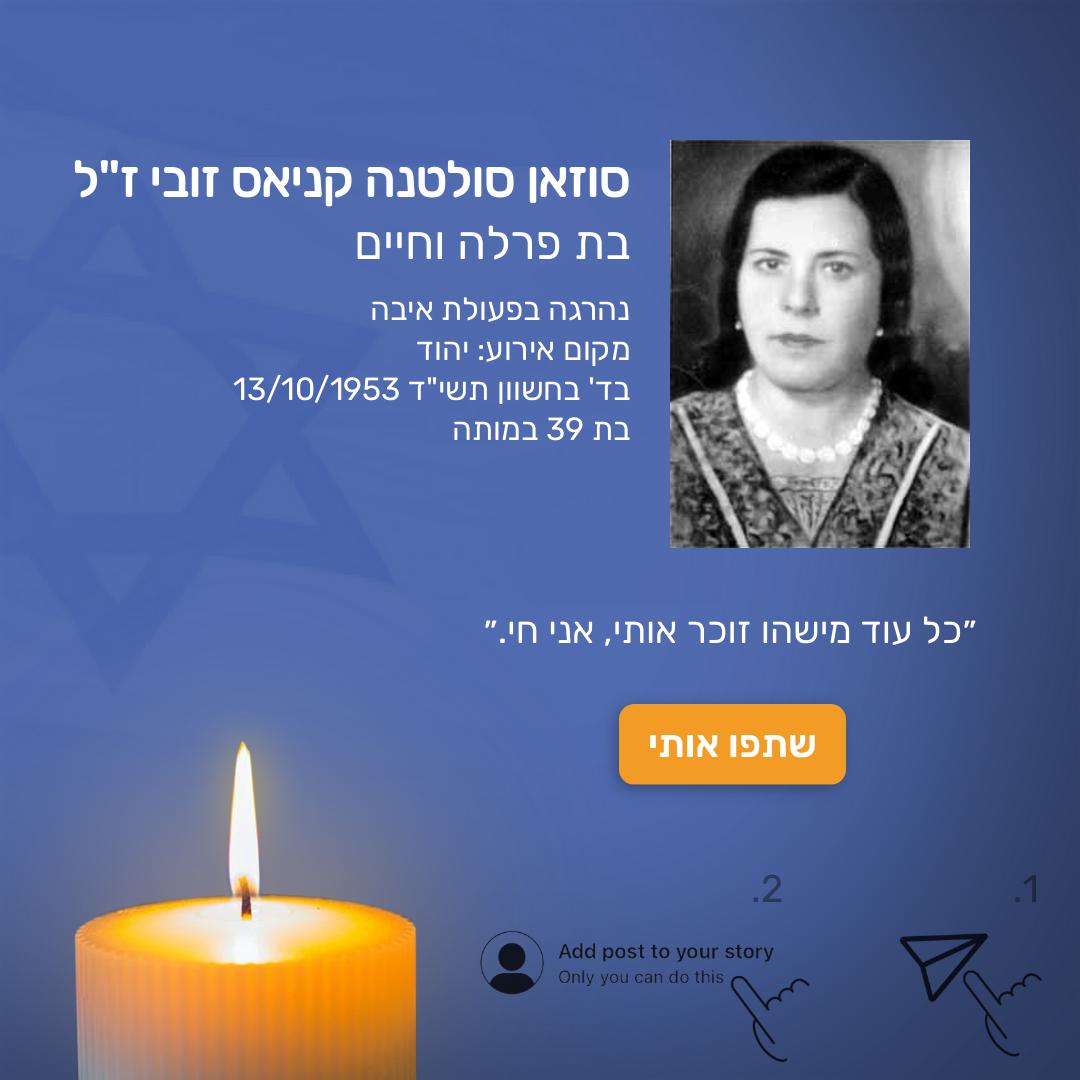 סוזאן סולטנה קניאס זובי ז"ל
בת פרלה וחיים
נהרגה בפעולת איבה
מקום אירוע: יהוד
בד' בחשוון תשי"ד 13/10/1953
בת 39 במותה
״כל עוד מישהו זוכר אותי, אני חי.״
שתפו אותי
.1
.2
Add post to your story
Only you can do this